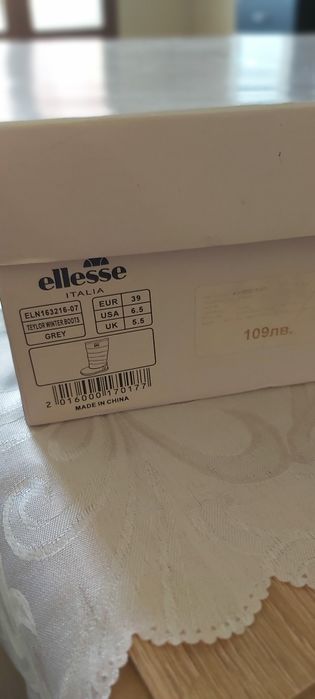 ellesse
ITALIA
ELN163216-07
TEYLOR WINTER BOOTS
GREY
EUR 39
USA 6.5
UK 5.5
109лв.
2 016000 170177
MADE IN CHINA